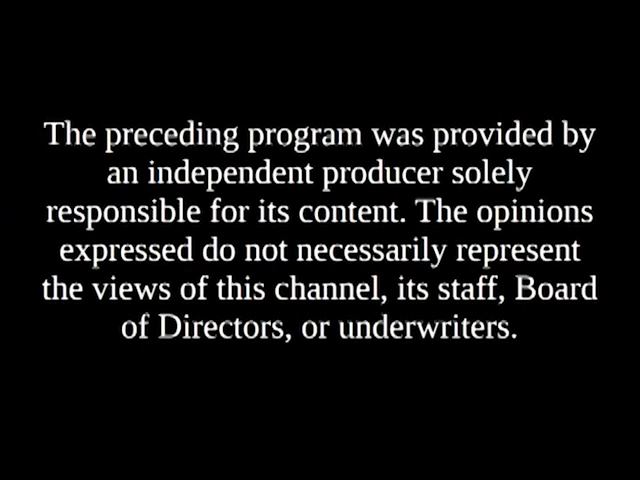 The preceding program was provided by
an independent producer solely
responsible for its content. The opinions
expressed do not necessarily represent
the views of this channel, its staff, Board
of Directors, or underwriters.